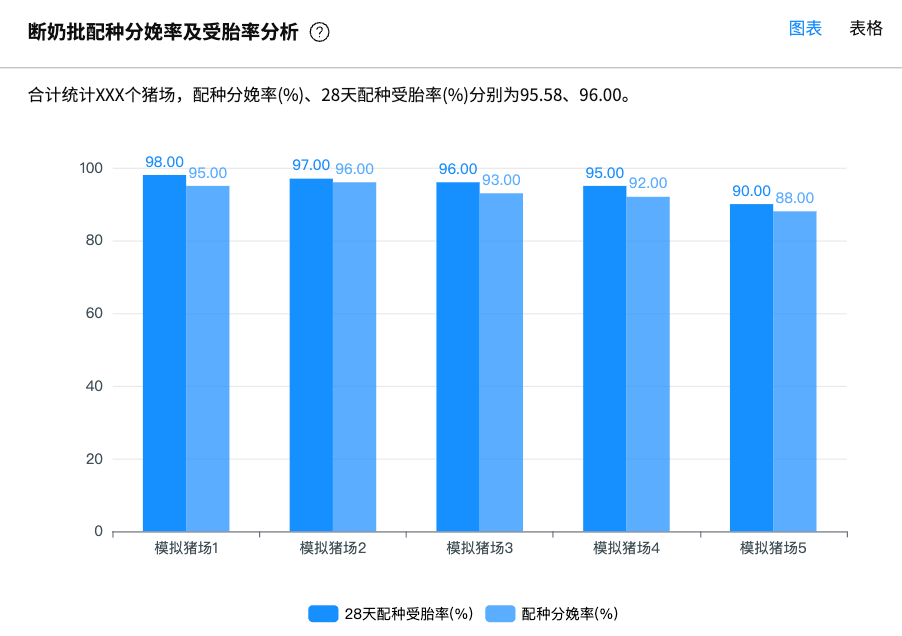 断奶批配种分娩率及受胎率分析 ?
图表 表格
合计统计XXX个猪场，配种分娩率(%)、28天配种受胎率(%)分别为95.58、96.00。
98.00 95.00 97.00 96.00 96.00 93.00 95.00 92.00 90.00 88.00
100
80
60
40
20
0
模拟猪场1 模拟猪场2 模拟猪场3 模拟猪场4 模拟猪场5
28天配种受胎率(%) 配种分娩率(%)